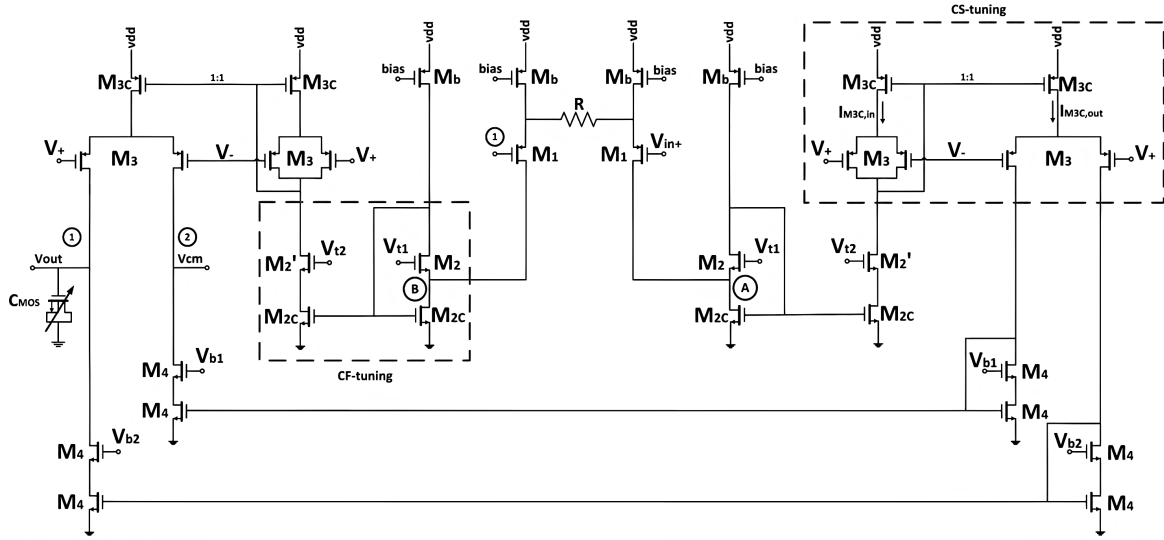 CS-tuning
vdd
vdd
vdd
vdd
vdd
vdd
vdd
vdd
M3C
1:1
M3C
bias
Mb
bias
Mb
R
Mb
bias
Mb
bias
M3C
1:1
M3C
IM3C,in
IM3C,out
V+
M3
V-
M3
V+
1
M1
M1
Vin+
V+
M3
V-
M3
V+
1
2
Vout
Vcm
CMOS
M2'
Vt2
Vt1
M2
B
M2C
M2C
CF-tuning
M2
Vt1
A
M2C
Vt2
M2'
M2C
M4
Vb1
M4
Vb1
M4
M4
M4
Vb2
M4
Vb2
M4
M4